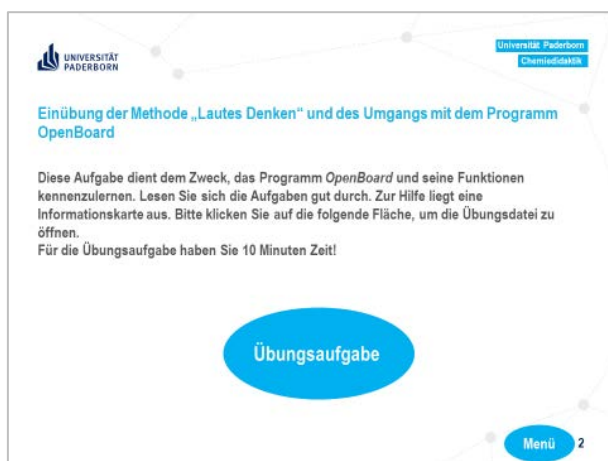 UNIVERSITÄT
PADERBORN
Universität Paderborn
Chemiedidaktik
Einübung der Methode „Lautes Denken“ und des Umgangs mit dem Programm
OpenBoard
Diese Aufgabe dient dem Zweck, das Programm OpenBoard und seine Funktionen
kennenzulernen. Lesen Sie sich die Aufgaben gut durch. Zur Hilfe liegt eine
Informationskarte aus. Bitte klicken Sie auf die folgende Fläche, um die Übungsdatei zu
öffnen.
Für die Übungsaufgabe haben Sie 10 Minuten Zeit!
Übungsaufgabe
Menü 2